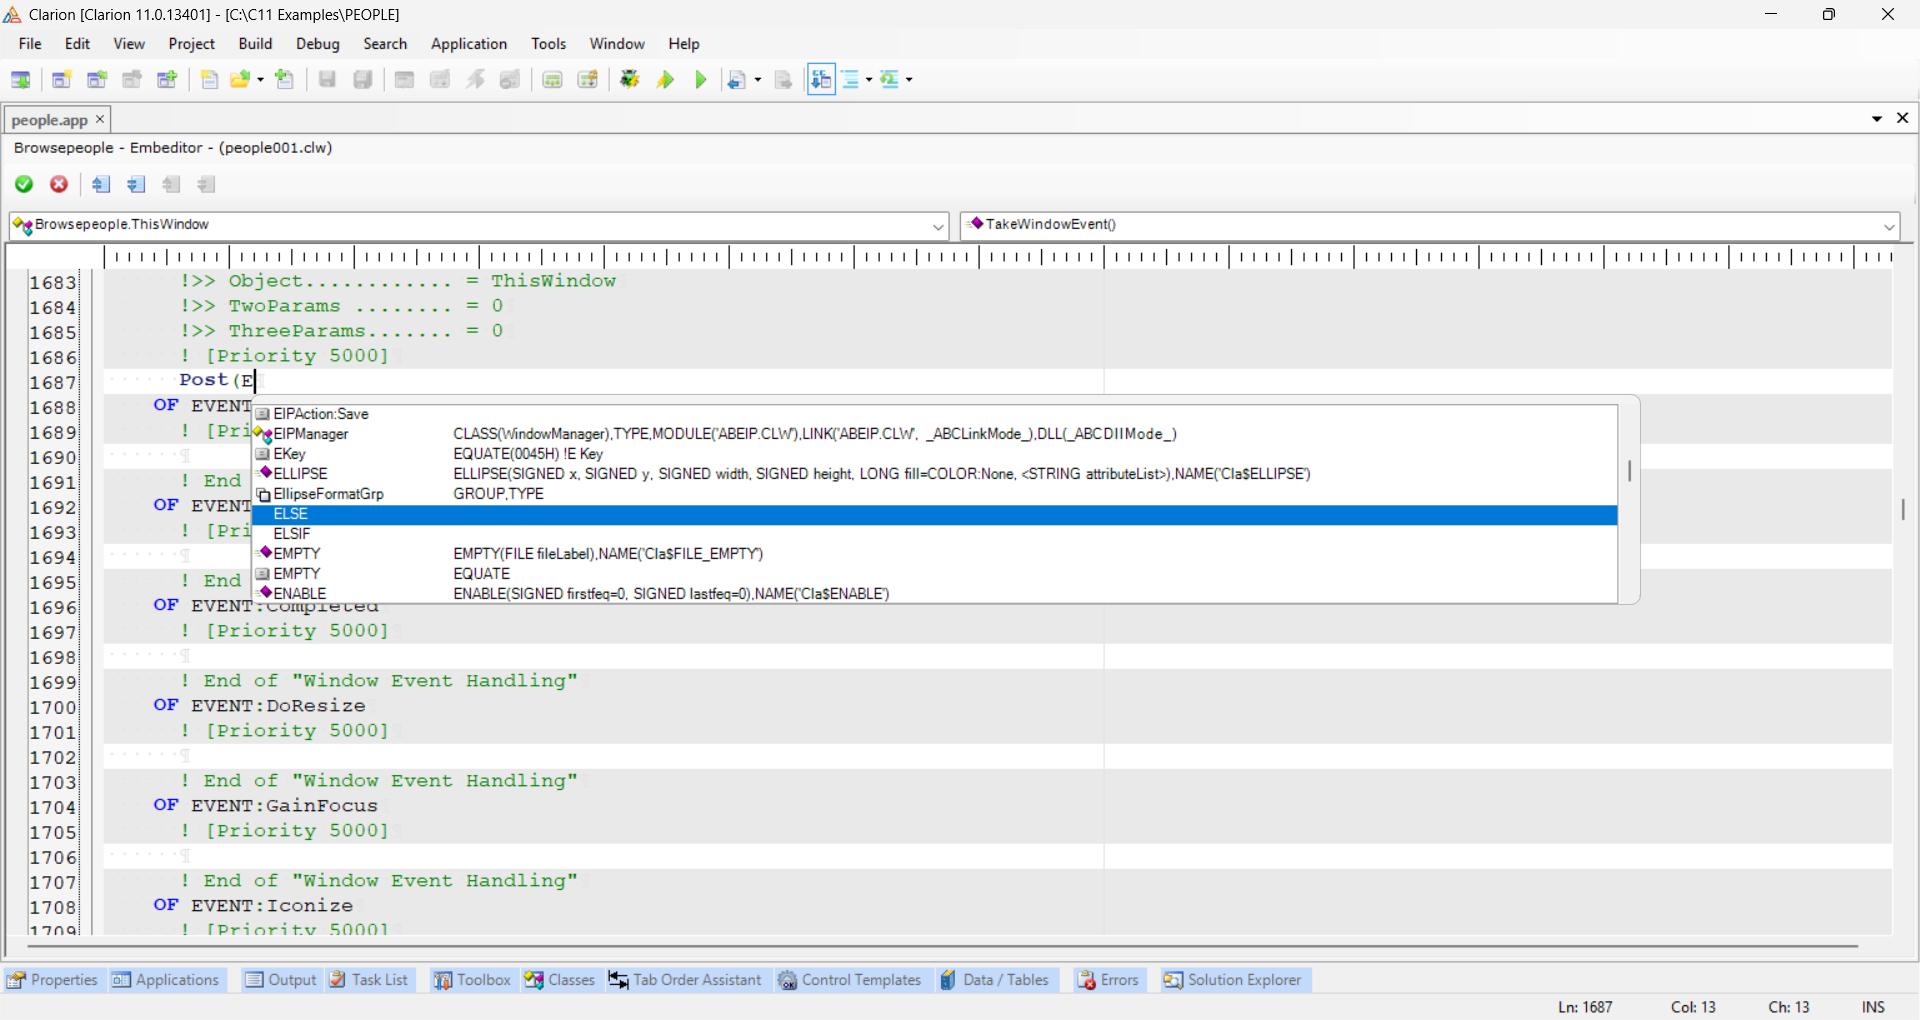 Clarion [Clarion 11.0.13401] - [C:\C11 Examples\PEOPLE]
File Edit View Project Build Debug Search Application Tools Window Help
people.app
Browsepeople - Embeditor - (people001.clw)
Browsepeople.ThisWindow TakeWindowEvent()
1683 !>> Object............ = ThisWindow
1684 !>> TwoParams ........ = 0
1685 !>> ThreeParams....... = 0
1686 ! [Priority 5000]
1687 Post(E
1688 OF EVENT
EIPAction:Save
1689 ! [Pri
EIPManager CLASS(WindowManager),TYPE,MODULE('ABEIP.CLW'),LINK('ABEIP.CLW', _ABCLinkMode_),DLL(_ABCDllMode_)
1690 ¶
EKey EQUATE(0045H) !E Key
1691 ! End
ELLIPSE ELLIPSE(SIGNED x, SIGNED y, SIGNED width, SIGNED height, LONG fill=COLOR:None, <STRING attributeList>),NAME('Cla$ELLIPSE')
EllipseFormatGrp GROUP,TYPE
1692 OF EVENT
ELSE
1693 ! [Pri
ELSIF
1694 ¶
EMPTY EMPTY(FILE fileLabel),NAME('Cla$FILE_EMPTY')
1695 ! End
EMPTY EQUATE
ENABLE ENABLE(SIGNED firstfeq=0, SIGNED lastfeq=0),NAME('Cla$ENABLE')
1696 OF EVENT:Completed
1697 ! [Priority 5000]
1698 ¶
1699 ! End of "Window Event Handling"
1700 OF EVENT:DoResize
1701 ! [Priority 5000]
1702 ¶
1703 ! End of "Window Event Handling"
1704 OF EVENT:GainFocus
1705 ! [Priority 5000]
1706 ¶
1707 ! End of "Window Event Handling"
1708 OF EVENT:Iconize
1709 ! [Priority 5000]
Properties Applications Output Task List Toolbox Classes Tab Order Assistant Control Templates Data / Tables Errors Solution Explorer
Ln: 1687 Col: 13 Ch: 13 INS